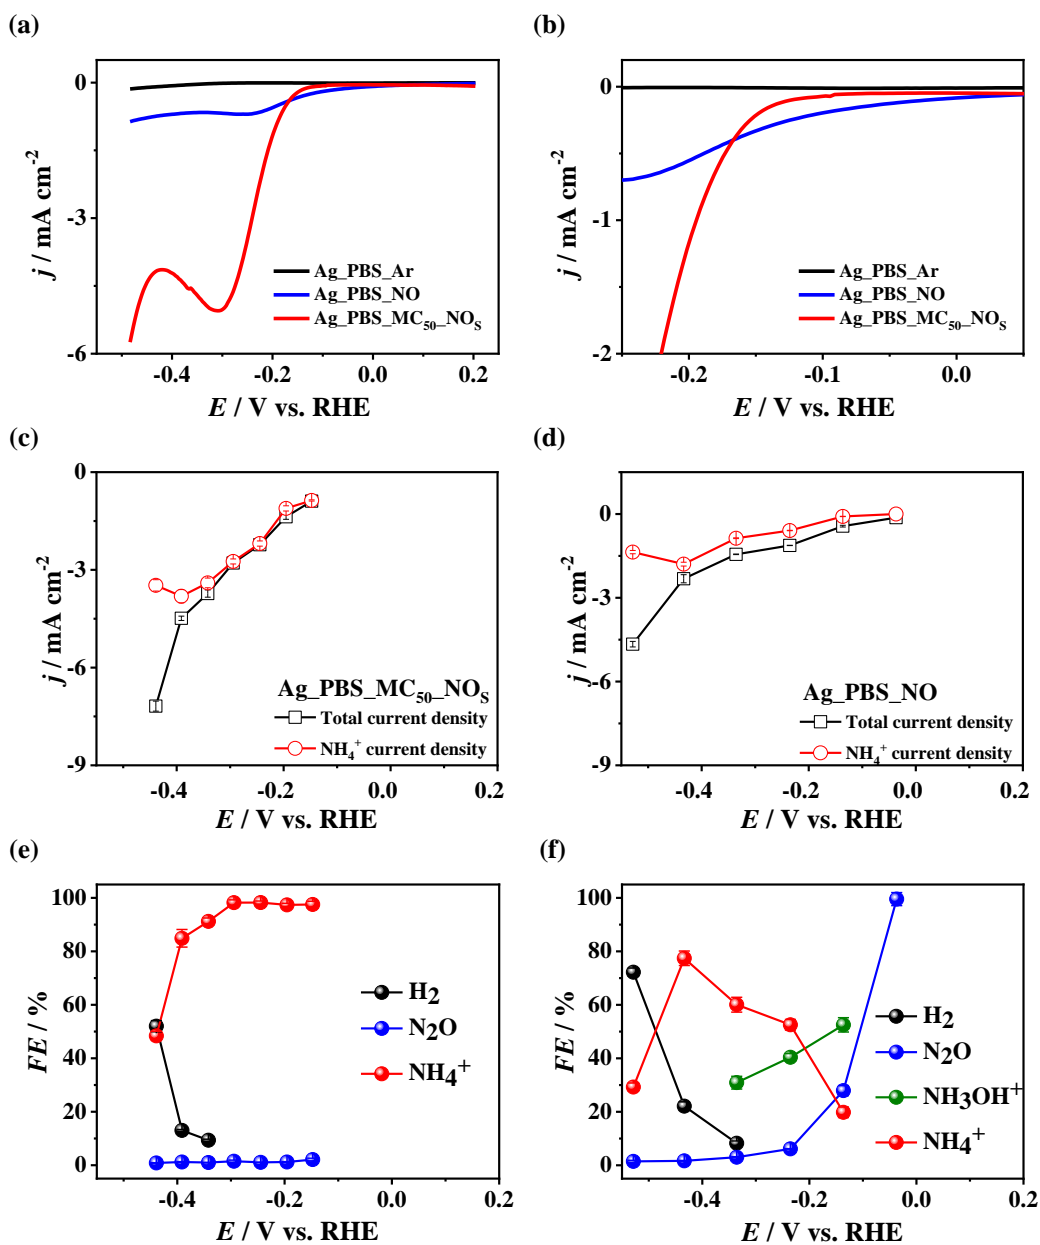 (a)
(b)
0
-3
-6
j / mA cm-2
-0.4
-0.2
0.0
0.2
E / V vs. RHE
Ag_PBS_Ar
Ag_PBS_NO
Ag_PBS_MC50_NOS
0
-1
-2
j / mA cm-2
-0.2
-0.1
0.0
E / V vs. RHE
Ag_PBS_Ar
Ag_PBS_NO
Ag_PBS_MC50_NOS
(c)
(d)
0
-3
-6
-9
j / mA cm-2
Ag_PBS_MC50_NOS
Total current density
NH4+ current density
-0.4
-0.2
0.0
0.2
E / V vs. RHE
0
-3
-6
-9
j / mA cm-2
Ag_PBS_NO
Total current density
NH4+ current density
-0.4
-0.2
0.0
0.2
E / V vs. RHE
(e)
(f)
100
80
60
40
20
0
FE / %
H2
N2O
NH4+
-0.4
-0.2
0.0
0.2
E / V vs. RHE
100
80
60
40
20
0
FE / %
H2
N2O
NH3OH+
NH4+
-0.4
-0.2
0.0
0.2
E / V vs. RHE